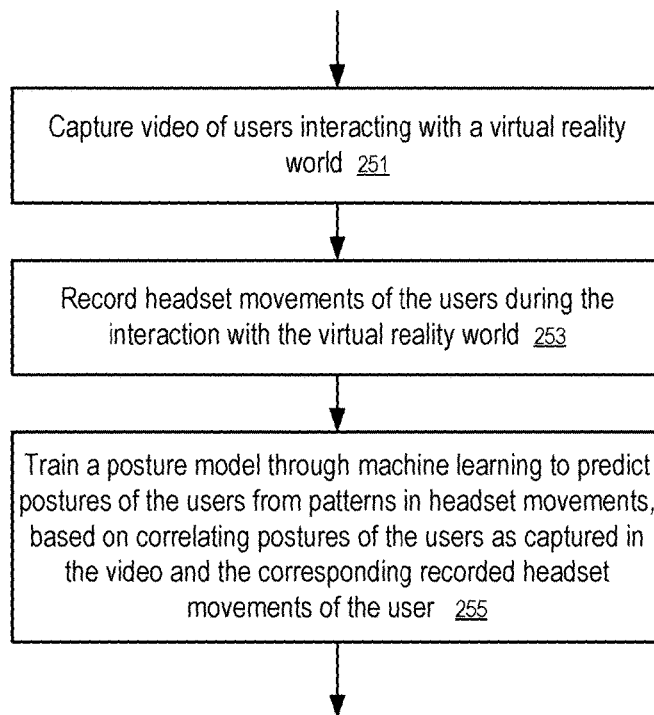 Capture video of users interacting with a virtual reality
world 251
Record headset movements of the users during the
interaction with the virtual reality world 253
Train a posture model through machine learning to predict
postures of the users from patterns in headset movements,
based on correlating postures of the users as captured in
the video and the corresponding recorded headset
movements of the user 255